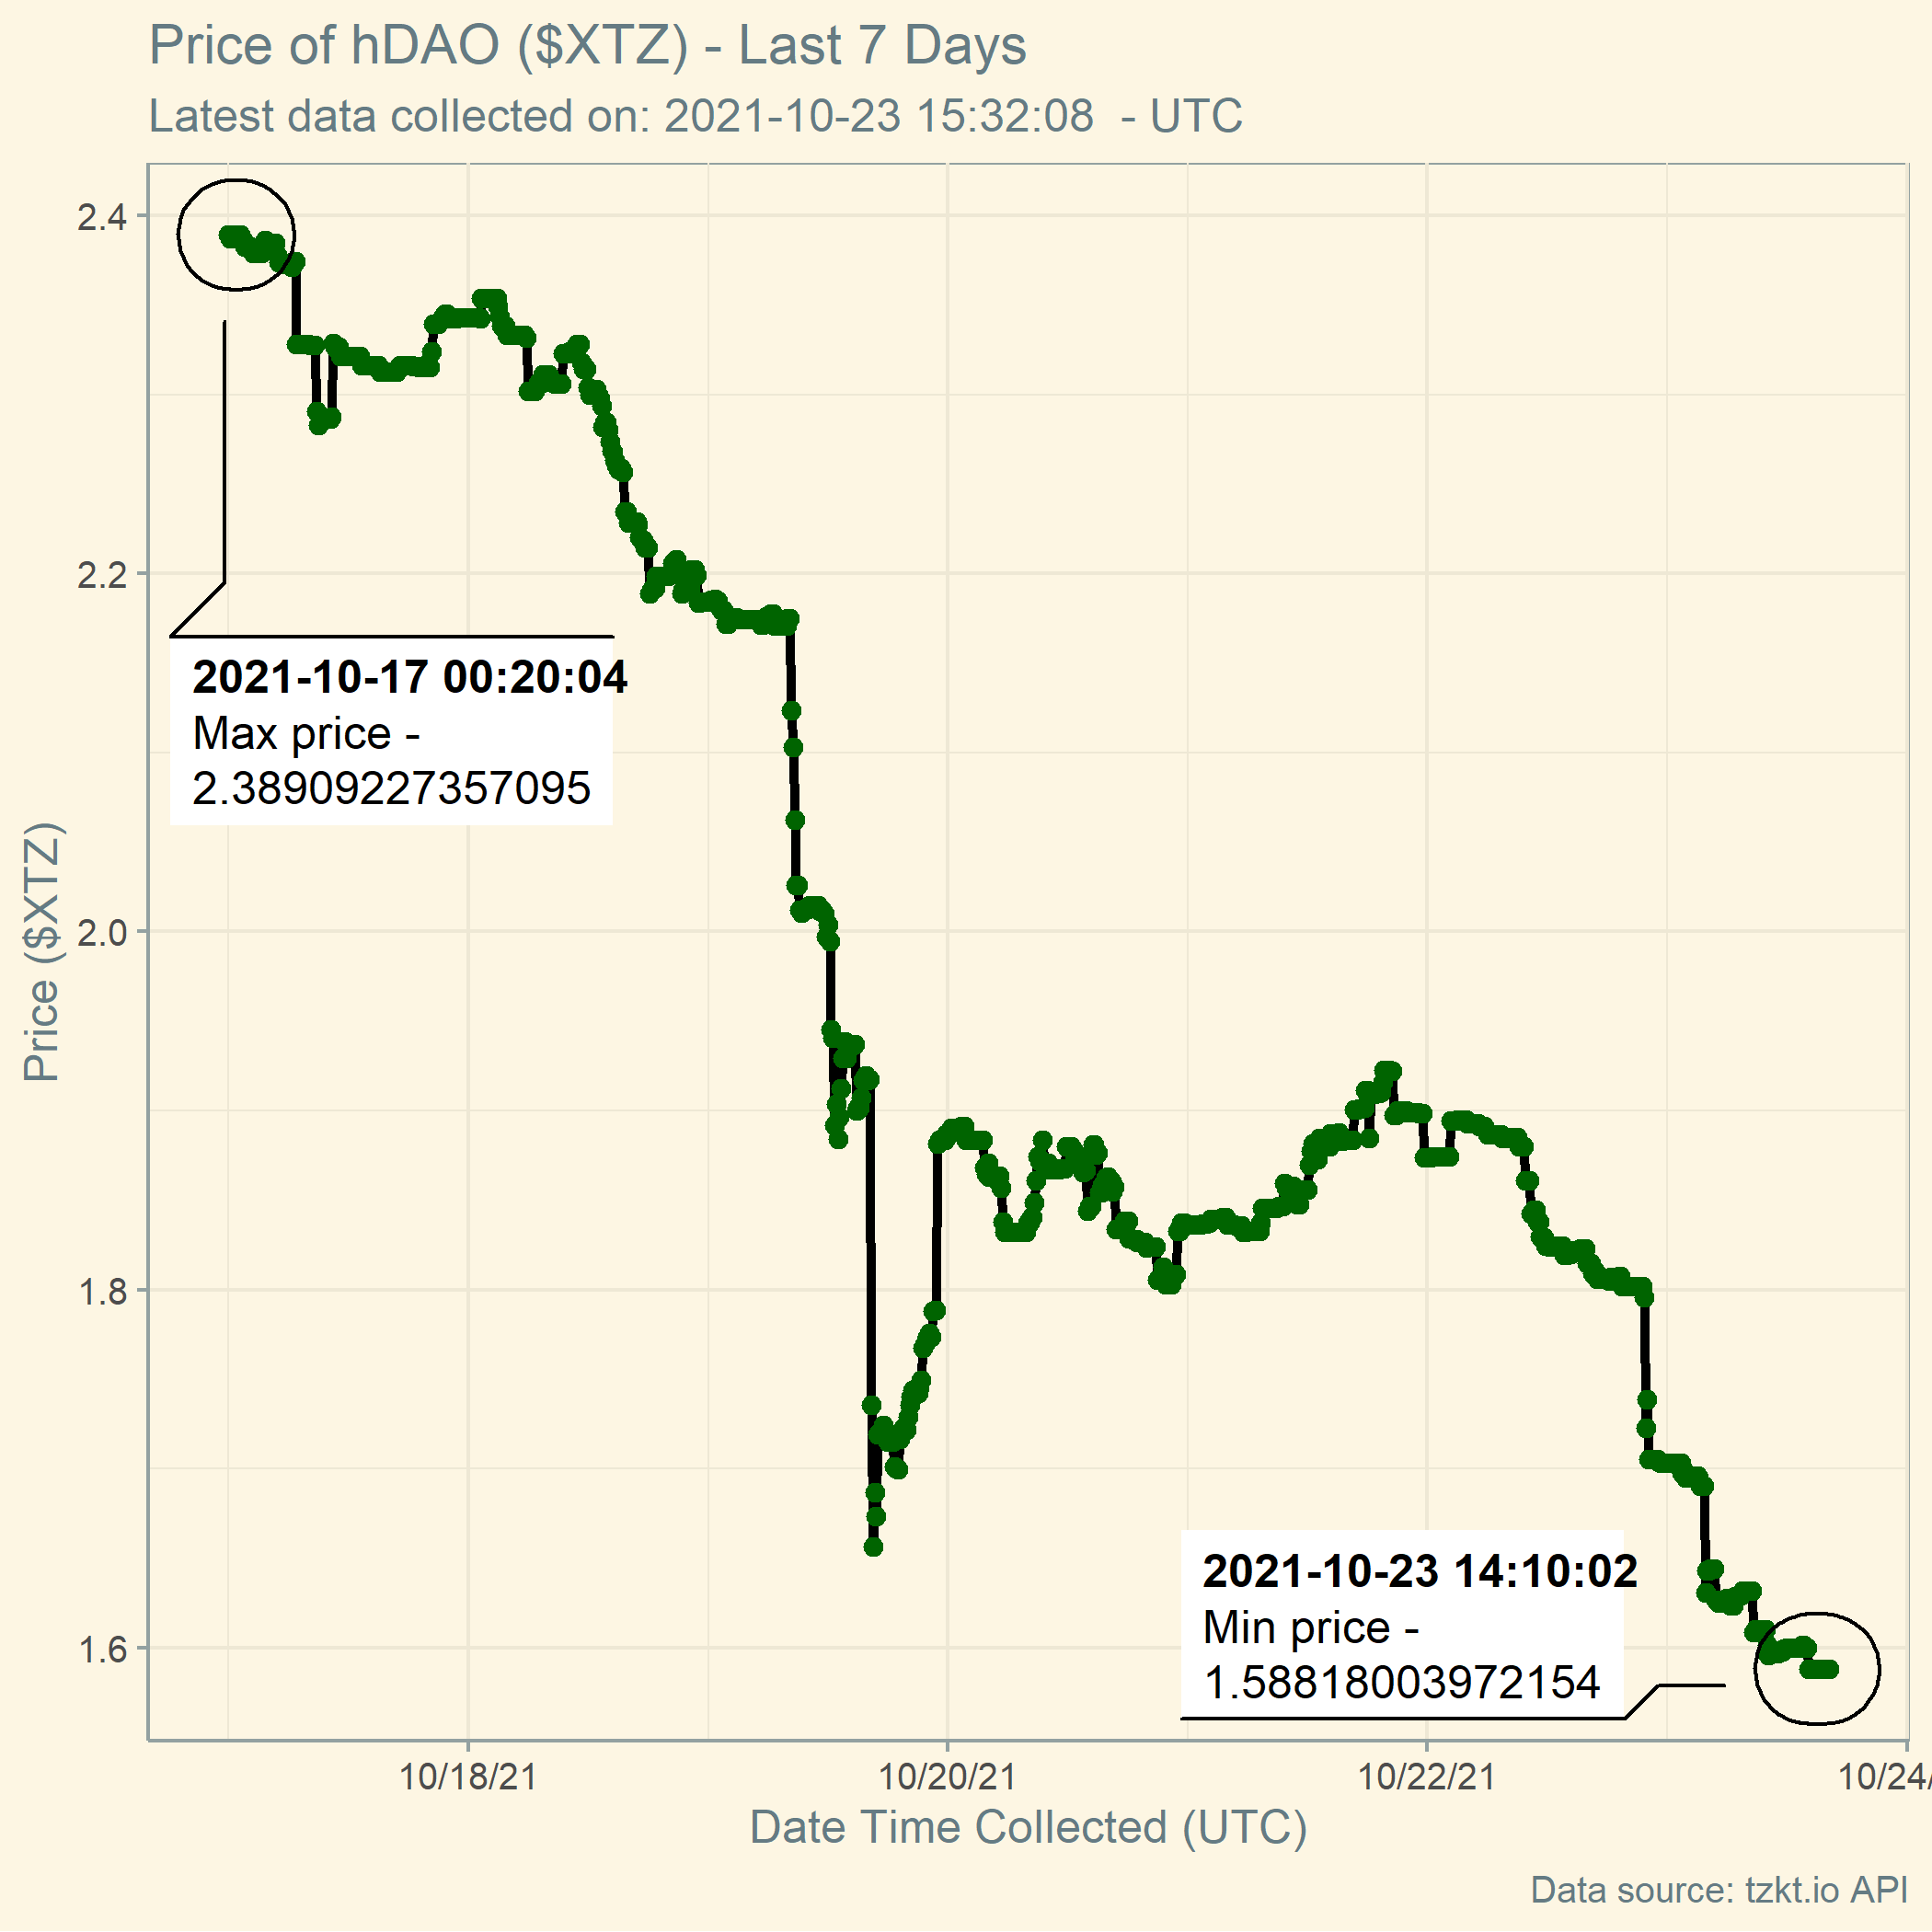 Price of hDAO ($XTZ) - Last 7 Days
Latest data collected on: 2021-10-23 15:32:08  - UTC
2.4
2.2
2.0
1.8
1.6
Price ($XTZ)
2021-10-17 00:20:04
Max price -
2.38909227357095
2021-10-23 14:10:02
Min price -
1.58818003972154
10/18/21
10/20/21
10/22/21
10/24/
Date Time Collected (UTC)
Data source: tzkt.io API